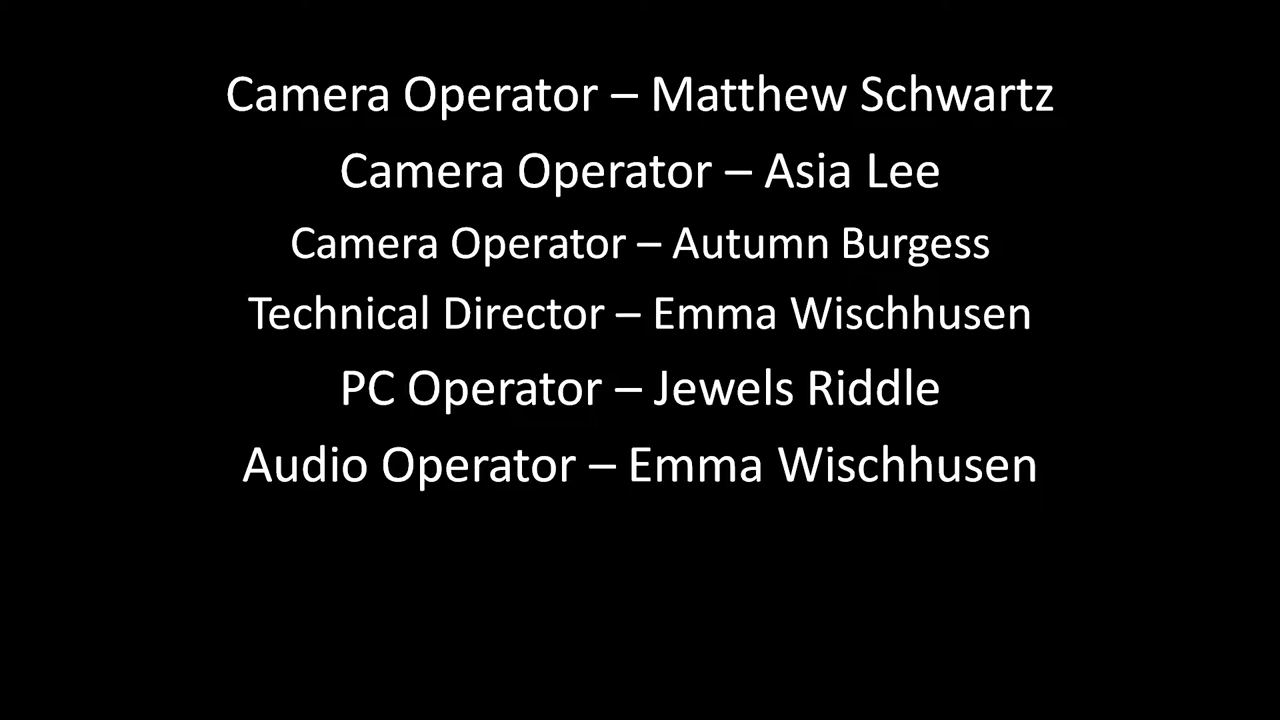 Camera Operator – Matthew Schwartz
Camera Operator – Asia Lee
Camera Operator – Autumn Burgess
Technical Director – Emma Wischhusen
PC Operator – Jewels Riddle
Audio Operator – Emma Wischhusen